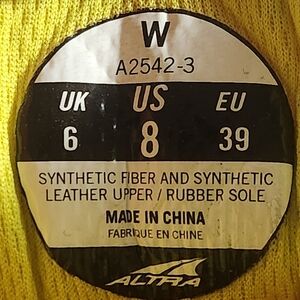 W
A2542-3
UK US EU
6 8 39
SYNTHETIC FIBER AND SYNTHETIC
LEATHER UPPER / RUBBER SOLE
MADE IN CHINA
FABRIQUE EN CHINE
ALTRA